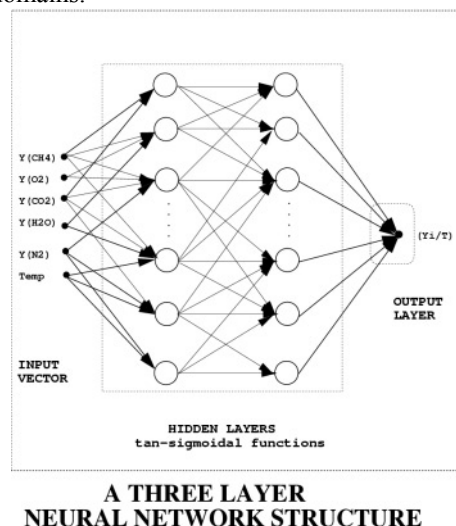 omains.
Y(CH4)
Y(O2)
Y(CO2)
Y(H2O)
Y(N2)
Temp
(Yi/T)
OUTPUT
LAYER
INPUT
VECTOR
HIDDEN LAYERS
tan-sigmoidal functions
A THREE LAYER
NEURAL NETWORK STRUCTURE